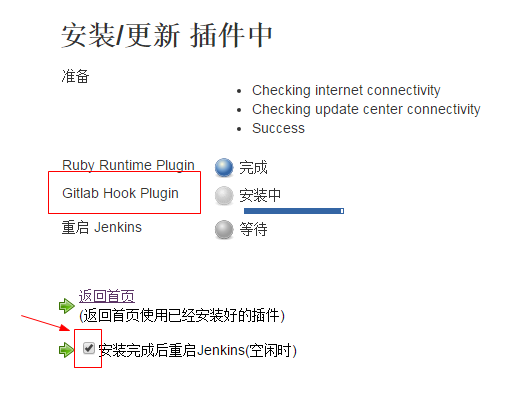 安装/更新 插件中
准备
Checking internet connectivity
Checking update center connectivity
Success
Ruby Runtime Plugin 完成
Gitlab Hook Plugin 安装中
重启 Jenkins 等待
返回首页
(返回首页使用已经安装好的插件)
安装完成后重启Jenkins(空闲时)